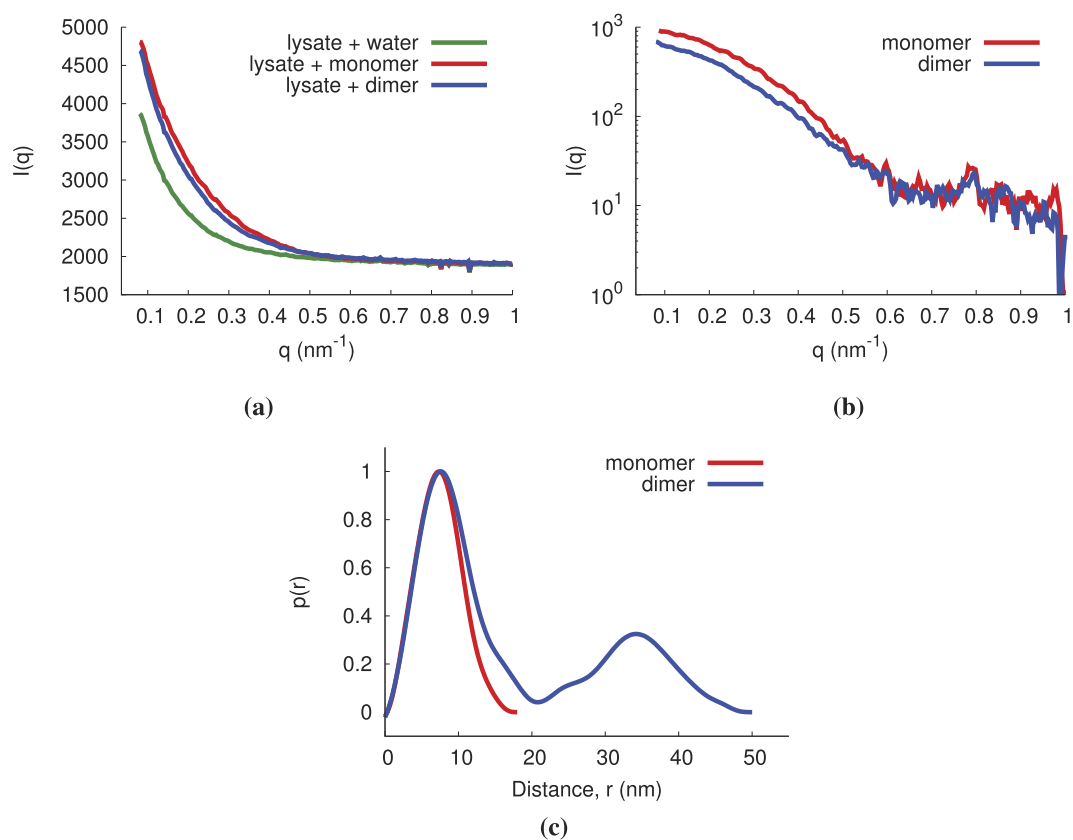 5000
4500
4000
3500
3000
2500
2000
1500
I(q)
lysate + water
lysate + monomer
lysate + dimer
0.1 0.2 0.3 0.4 0.5 0.6 0.7 0.8 0.9 1
q (nm⁻¹)
(a)
10³
10²
10¹
10⁰
I(q)
monomer
dimer
0.1 0.2 0.3 0.4 0.5 0.6 0.7 0.8 0.9 1
q (nm⁻¹)
(b)
1
0.8
0.6
0.4
0.2
0
p(r)
monomer
dimer
0 10 20 30 40 50
Distance, r (nm)
(c)